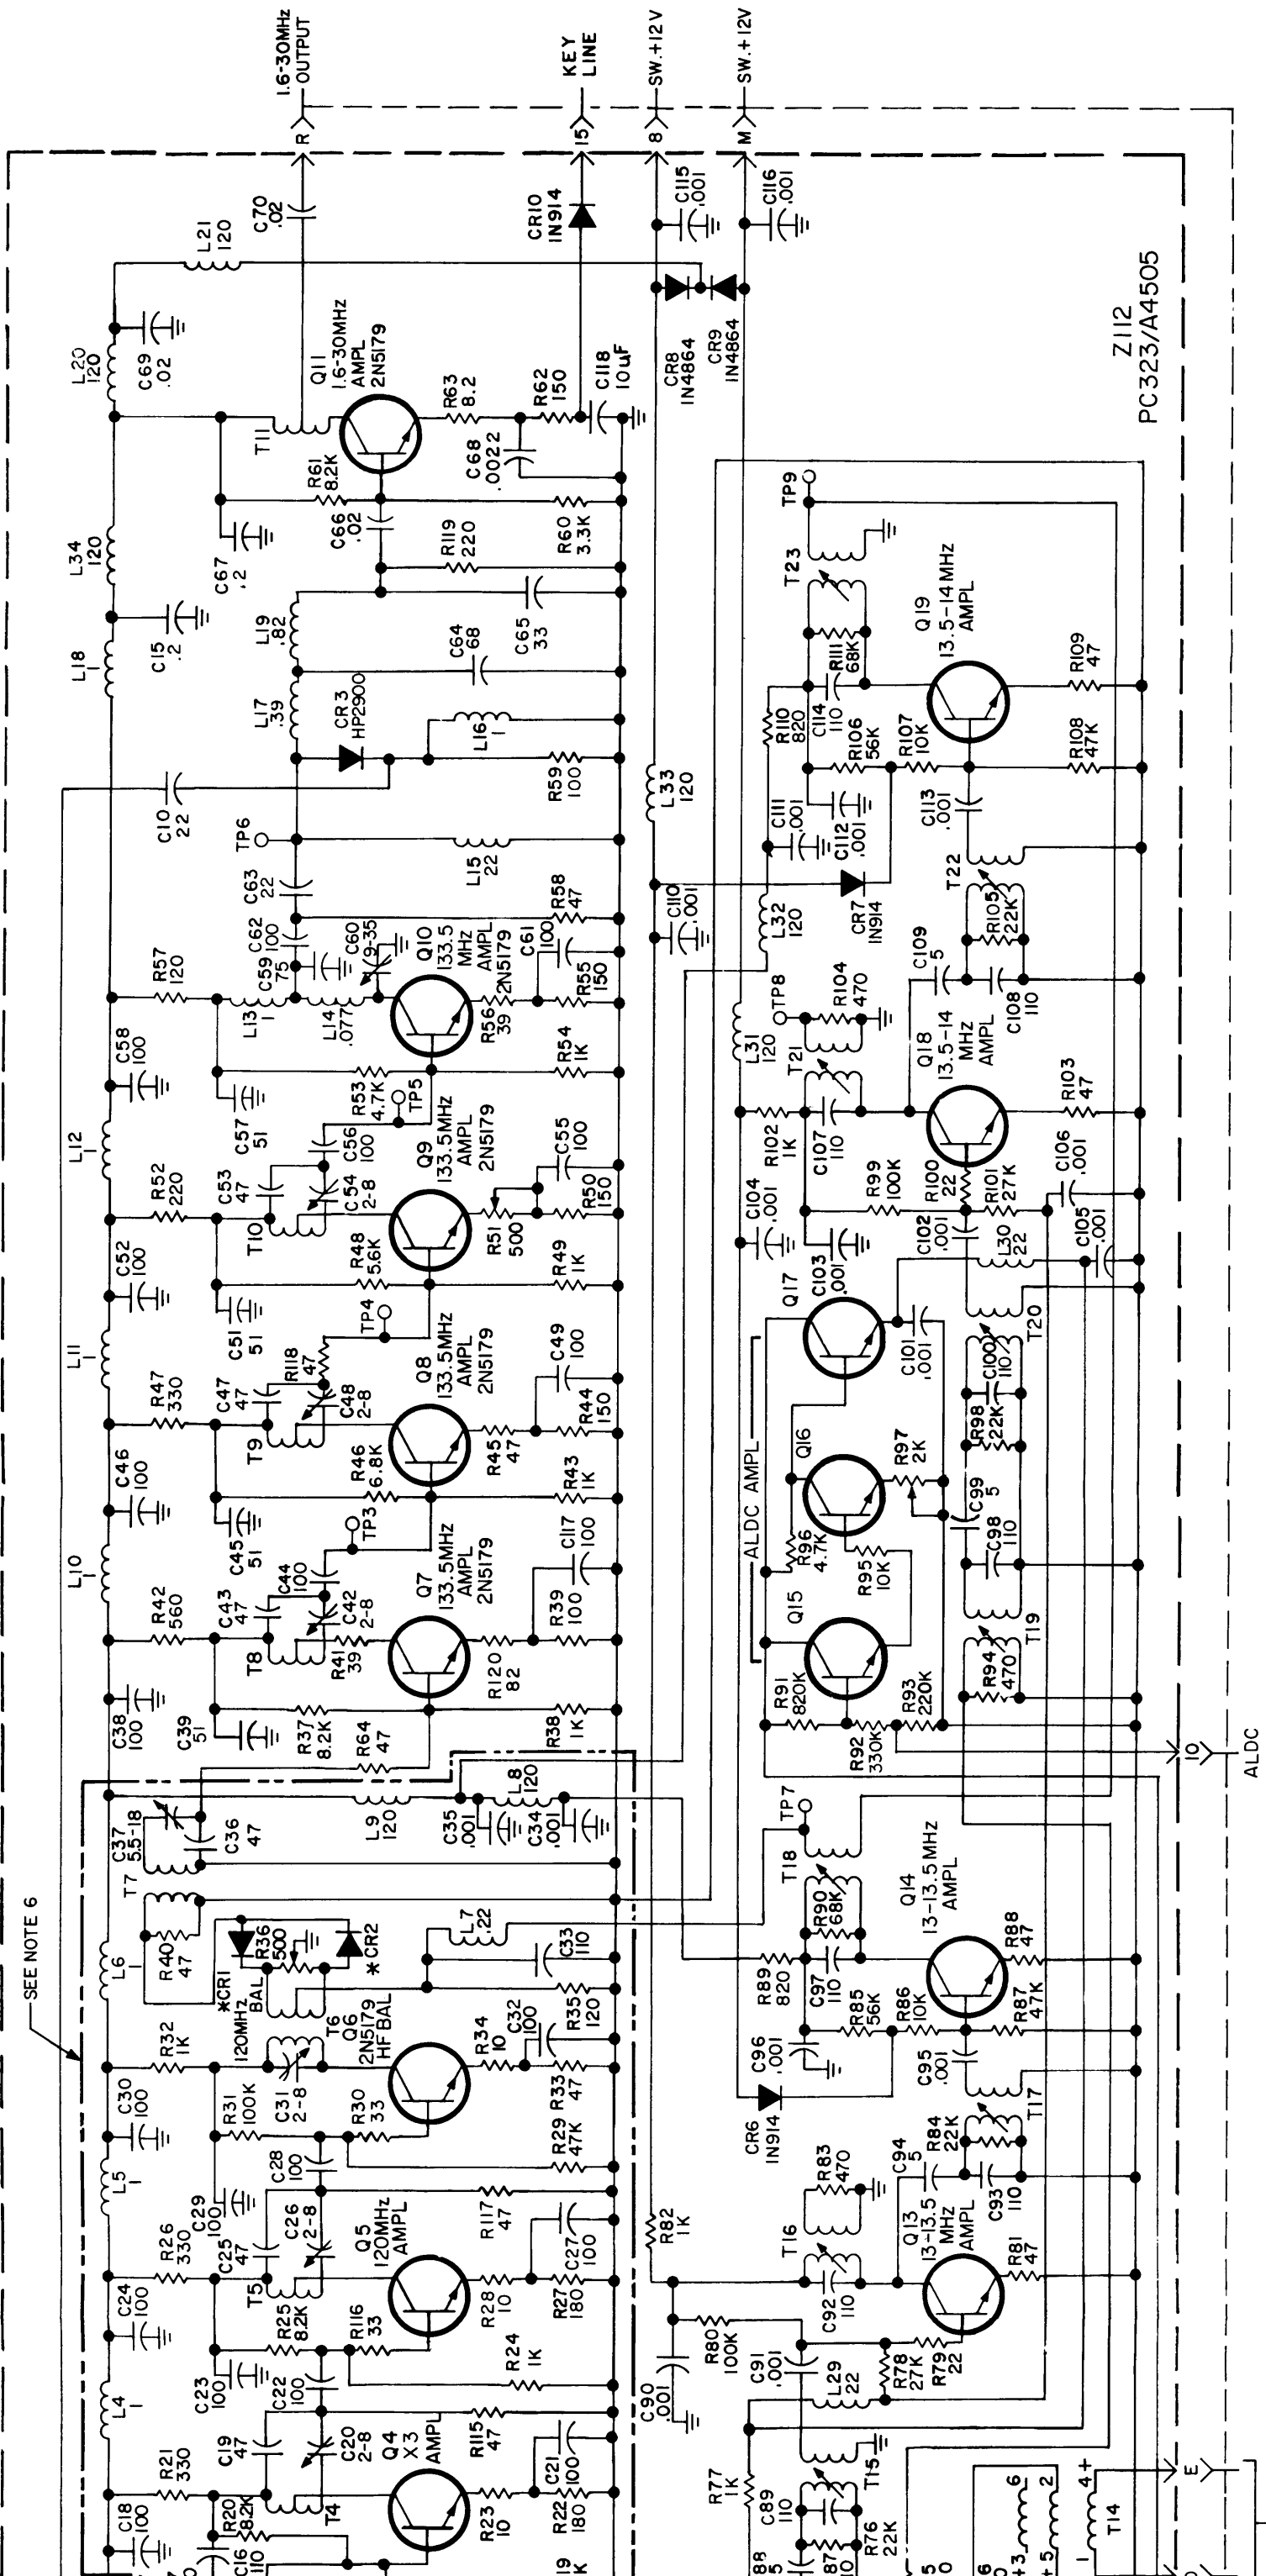 1.6-30MHz
OUTPUT
KEY
LINE
SW.+12V
SW.+12V
R
15
8
M
C70
.02
L21
120
CR10
1N914
C115
.001
C116
.001
L20
120
C69
.02
Q11
1.6-30MHz
AMPL
2N5179
R63
8.2
R62
150
C118
10uF
CR8
1N4864
CR9
1N4864
Z112
PC323/A4505
T11
R61
8.2K
C68
.0022
C66
.02
L34
120
C67
.2
R119
220
R60
3.3K
TP9
T23
L18
1
C15
.2
L19
.82
C64
68
C65
33
Q19
13.5-14MHz
AMPL
R111
68K
L17
.39
CR3
HP2900
L16
1
R110
820
C114
110
R106
56K
R107
10K
R109
47
R108
47K
C10
22
R59
100
L33
120
TP6
L15
22
C111
.001
C112
.001
C113
.001
C63
22
R58
47
C110
.001
L32
120
CR7
1N914
T22
R105
22K
R57
120
C59
75
C62
100
C60
9-35
Q10
133.5
MHz
AMPL
2N5179
C61
100
L13
1
L14
.077
R56
39
R55
150
TP8
R104
470
C109
5
C108
110
C58
100
C57
51
R53
4.7K
TP5
R54
1K
L31
120
T21
Q18
13.5-14
MHz
AMPL
L12
1
R52
220
C53
47
C56
100
C54
2-8
Q9
133.5MHz
AMPL
2N5179
C55
100
R102
1K
C107
110
R103
47
T10
R51
500
R50
150
C104
.001
R99
100K
R100
22
R101
27K
C106
.001
C52
100
C51
51
R48
5.6K
R49
1K
C103
.001
C102
.001
L30
22
C105
.001
TP4
Q17
T20
L11
1
R47
330
C47
47
R118
47
C48
2-8
Q8
133.5MHz
AMPL
2N5179
C49
100
C101
.001
C100
110
T9
R45
47
R44
150
ALDC AMPL
Q16
R97
2K
R98
22K
C46
100
C45
51
R46
6.8K
R43
1K
TP3
R96
4.7K
C99
5
C98
110
L10
1
R42
560
C43
47
C44
100
C42
2-8
Q7
133.5MHz
AMPL
2N5179
C117
100
R95
10K
Q15
T8
R41
39
R120
82
R39
100
T19
C38
100
C39
51
R37
8.2K
R64
47
R38
1K
R91
820K
R92
330K
R93
220K
R94
470
10
ALDC
C37
5.5-18
C36
47
L9
120
C35
.001
L8
120
C34
.001
TP7
T7
T18
SEE NOTE 6
L6
1
R40
47
*CR1
R36
500
BAL
*CR2
L7
.22
C33
110
R90
68K
Q14
13-13.5MHz
AMPL
120MHz
R89
820
C97
110
R88
47
R32
1K
T6
Q6
2N5179
HF BAL
R34
10
C32
100
R35
120
R85
56K
R86
10K
R87
47K
C30
100
R31
100K
C31
2-8
R30
33
R33
47
C96
.001
C95
.001
R29
47K
CR6
1N914
T17
L5
1
C28
100
R83
470
C94
5
R84
22K
C29
100
C26
2-8
R117
47
C93
110
R26
330
C25
47
Q5
120MHz
AMPL
C27
100
R82
1K
T16
Q13
13-13.5
MHz
AMPL
C24
100
T5
R28
10
R27
180
C92
110
R81
47
R25
8.2K
R116
33
C23
100
C22
100
R24
1K
R80
100K
C91
.001
R78
27K
R79
22
C90
.001
L29
22
L4
1
C19
47
C20
2-8
Q4
X3
AMPL
R115
47
C21
100
T15
R21
330
R77
1K
C89
110
C18
100
R20
8.2K
T4
R23
10
R22
180
R76
22K
C16
110
E
3
6
5
2
1
4+
T14